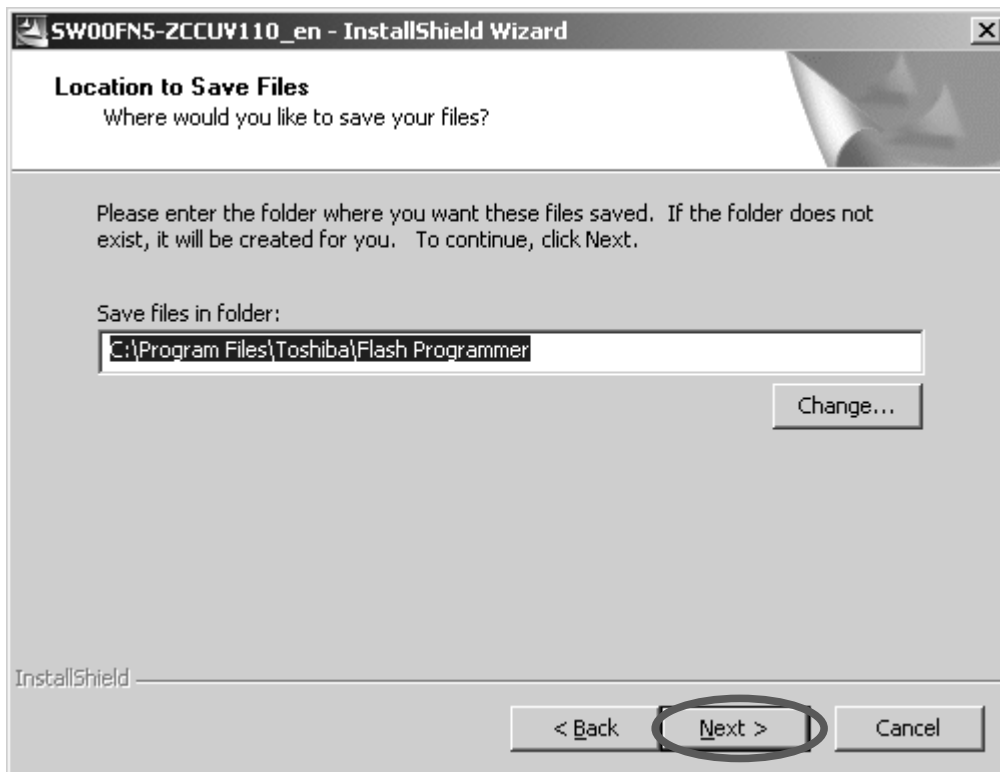 SW00FN5-ZCCUV110_en - InstallShield Wizard
Location to Save Files
Where would you like to save your files?
Please enter the folder where you want these files saved.  If the folder does not
exist, it will be created for you.   To continue, click Next.
Save files in folder:
C:\Program Files\Toshiba\Flash Programmer
Change...
InstallShield
< Back
Next >
Cancel